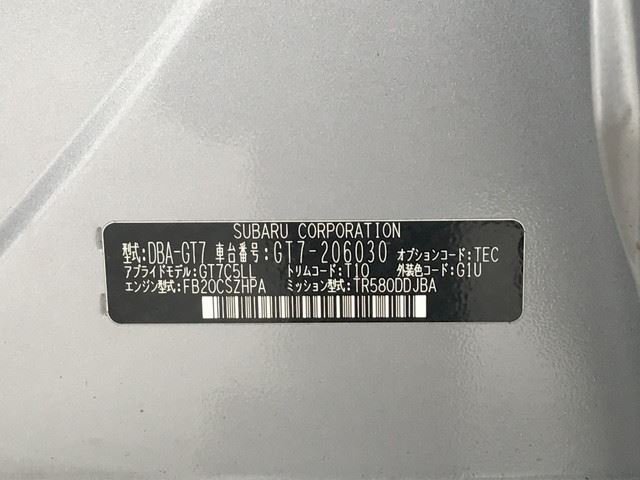 SUBARU CORPORATION
型式:DBA-GT7 車台番号:GT7-206030 オプションコード:TEC
アプライドモデル:GT7C5LL トリムコード:T10 外装色コード:G1U
エンジン型式:FB20CSZHPA ミッション型式:TR580DDJBA